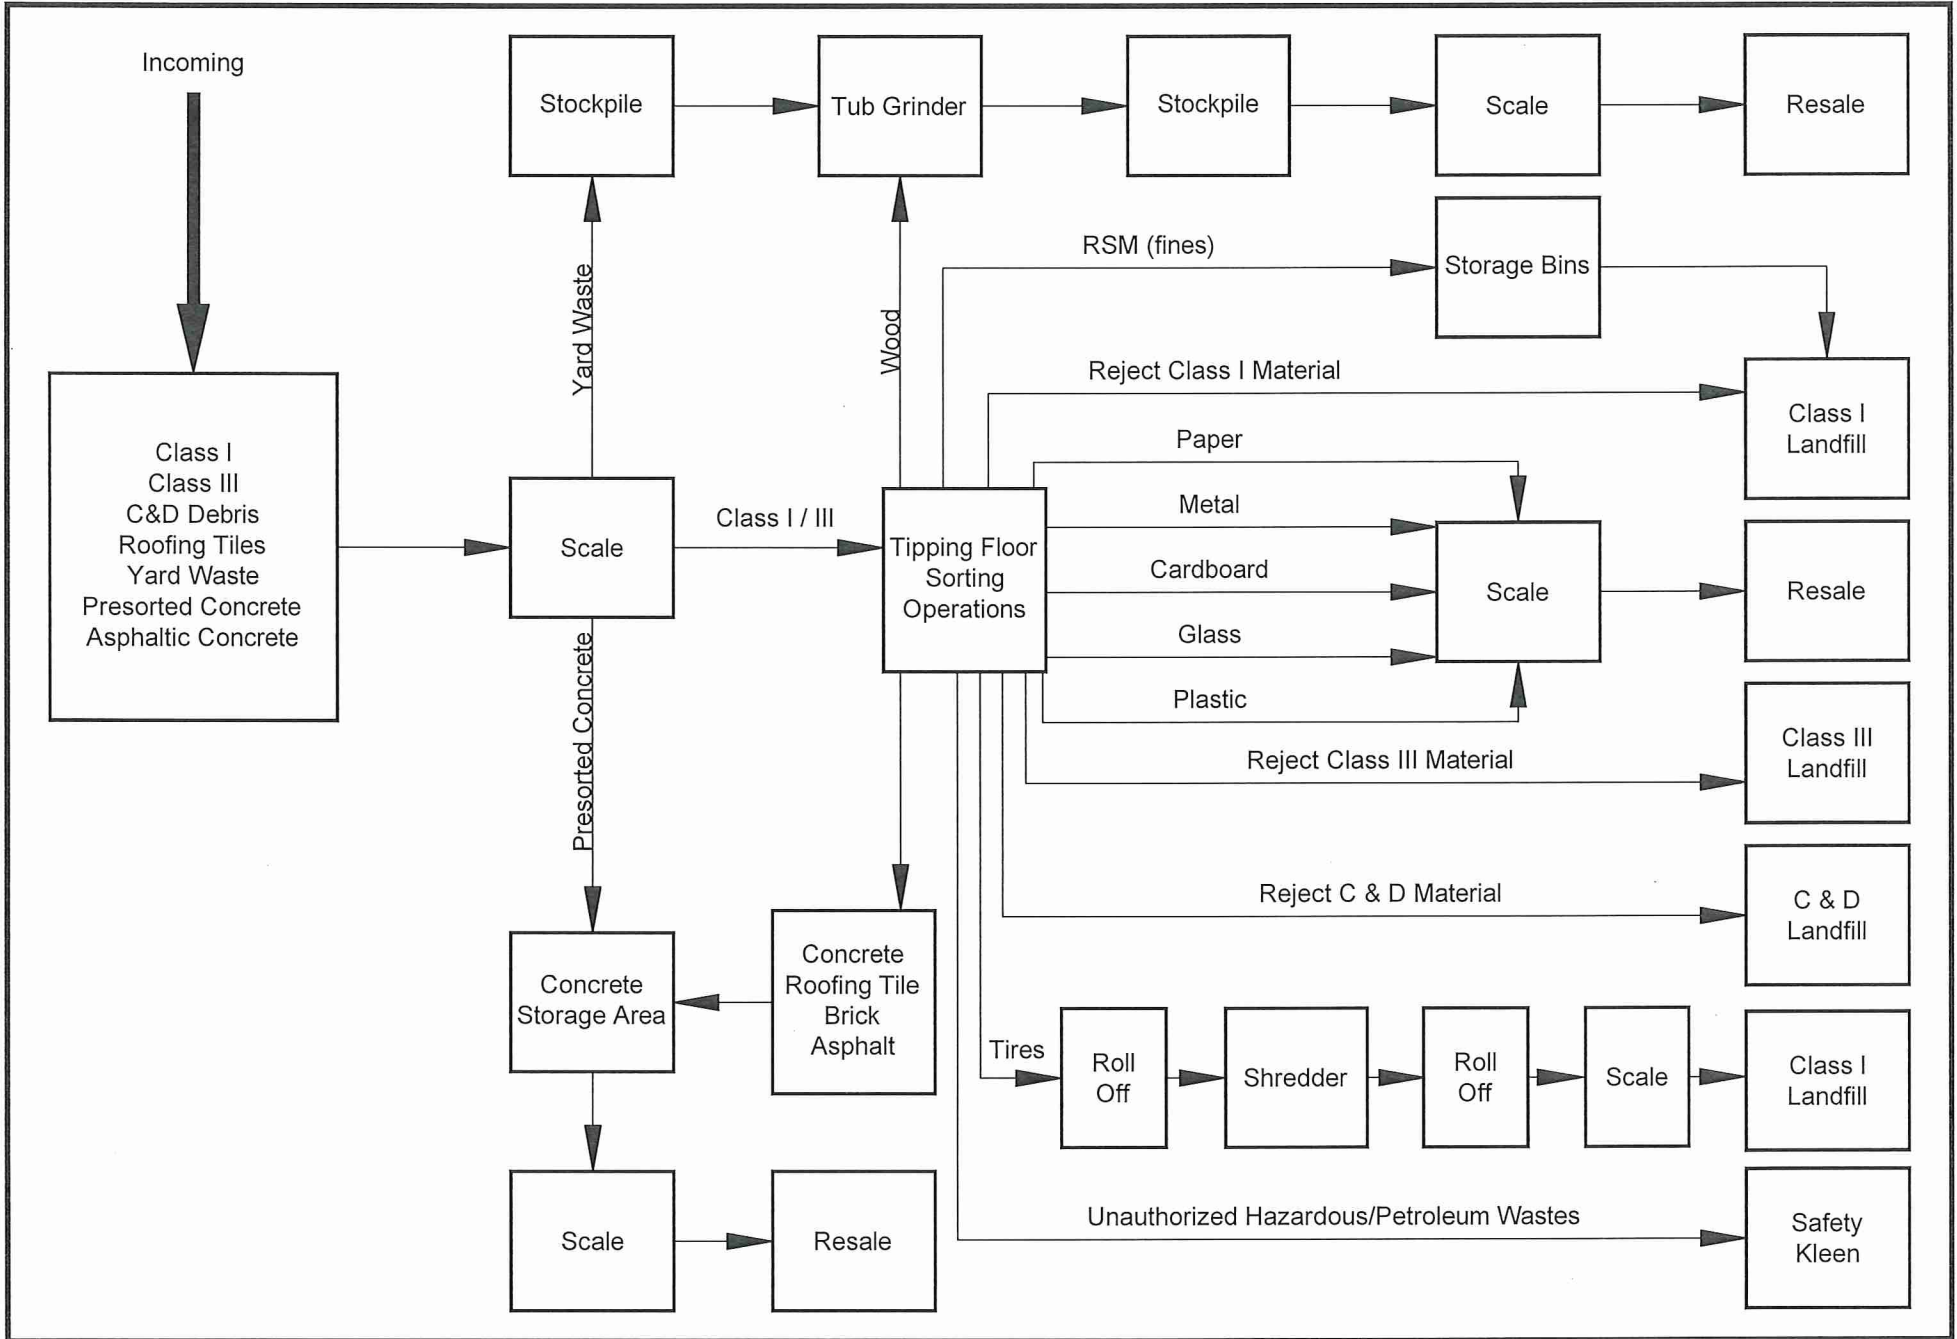 Incoming
Stockpile
Tub Grinder
Stockpile
Scale
Resale
RSM (fines)
Storage Bins
Yard Waste
Wood
Reject Class I Material
Class I
Landfill
Class I
Class III
C&D Debris
Roofing Tiles
Yard Waste
Presorted Concrete
Asphaltic Concrete
Scale
Class I / III
Tipping Floor
Sorting
Operations
Paper
Metal
Cardboard
Glass
Plastic
Scale
Resale
Presorted Concrete
Reject Class III Material
Class III
Landfill
Reject C & D Material
C & D
Landfill
Concrete
Storage Area
Concrete
Roofing Tile
Brick
Asphalt
Tires
Roll
Off
Shredder
Roll
Off
Scale
Class I
Landfill
Scale
Resale
Unauthorized Hazardous/Petroleum Wastes
Safety
Kleen